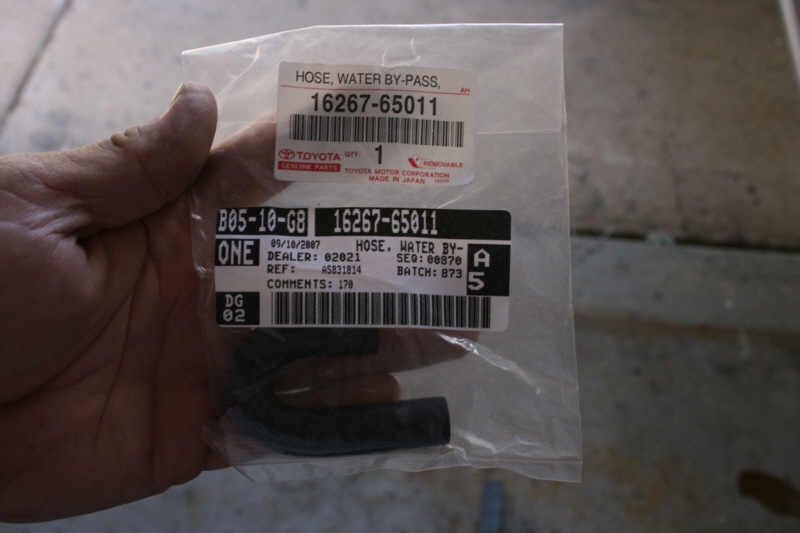 HOSE, WATER BY-PASS,
AH
16267-65011
TOYOTA QTY: 1 REMOVABLE
GENUINE PARTS
TOYOTA MOTOR CORPORATION
MADE IN JAPAN
B05-10-G8 16267-65011
ONE 09/10/2007 HOSE, WATER BY- A
DEALER: 02021 SEQ: 00870
REF: AS831814 BATCH: 873 5
COMMENTS: 170
DG
02